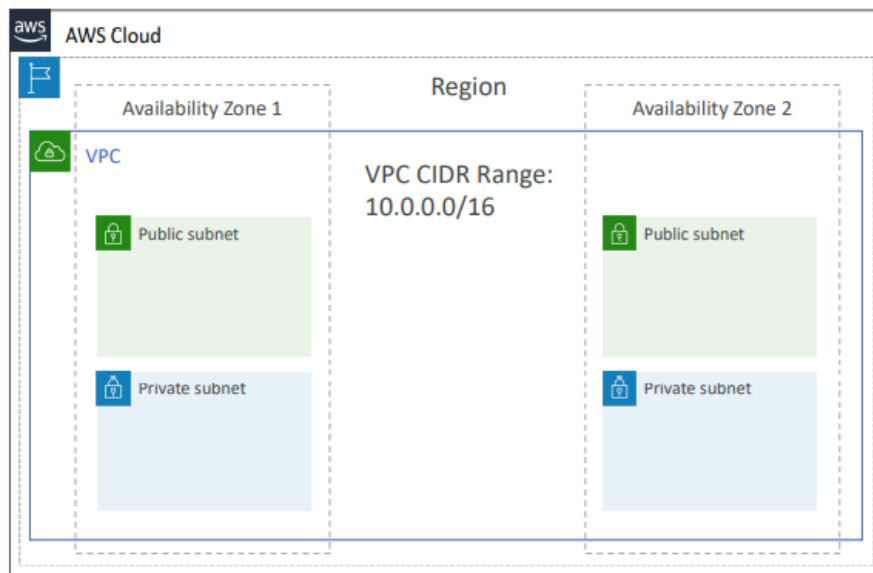 aws
AWS Cloud
Region
Availability Zone 1
Availability Zone 2
VPC
VPC CIDR Range:
10.0.0.0/16
Public subnet
Public subnet
Private subnet
Private subnet